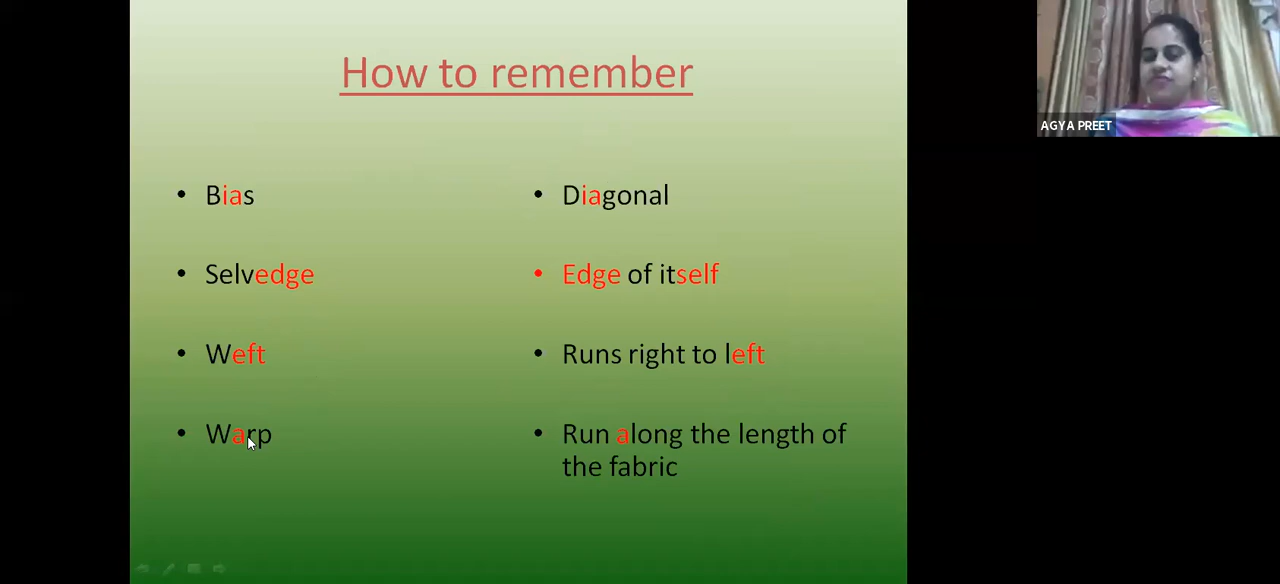 How to remember
• Bias
• Diagonal
• Selvedge
• Edge of itself
• Weft
• Runs right to left
• Warp
• Run along the length of
the fabric
AGYA PREET